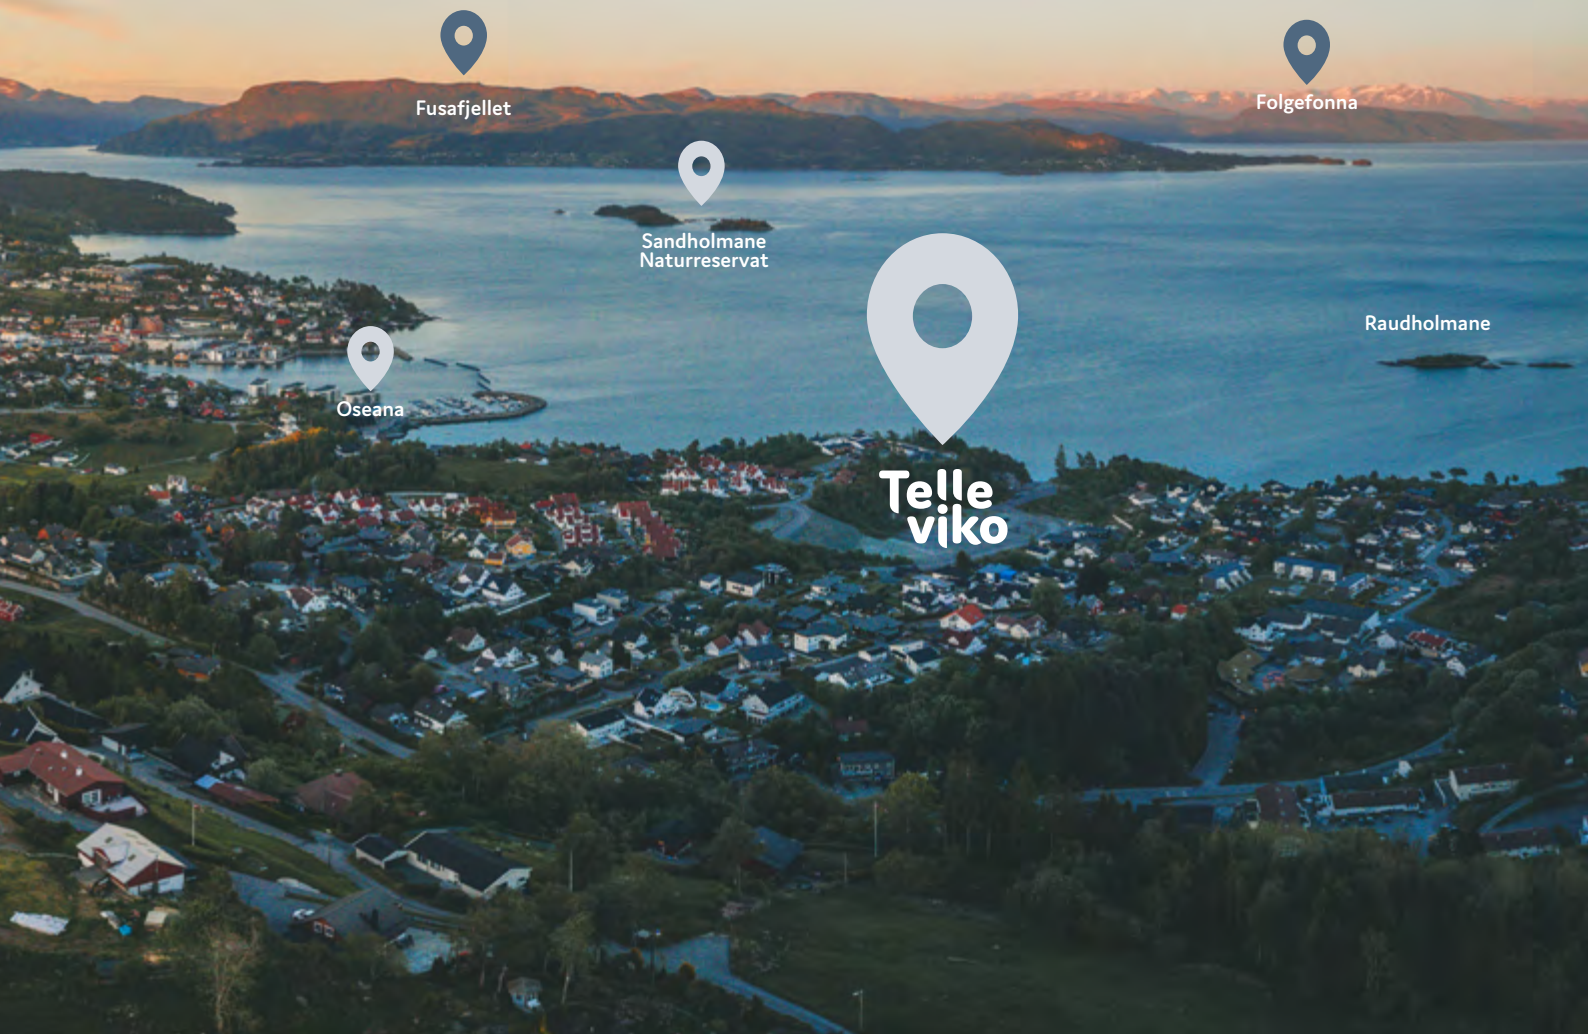 Fusafjellet
Folgefonna
Sandholmane
Naturreservat
Raudholmane
Oseana
Telle
viko